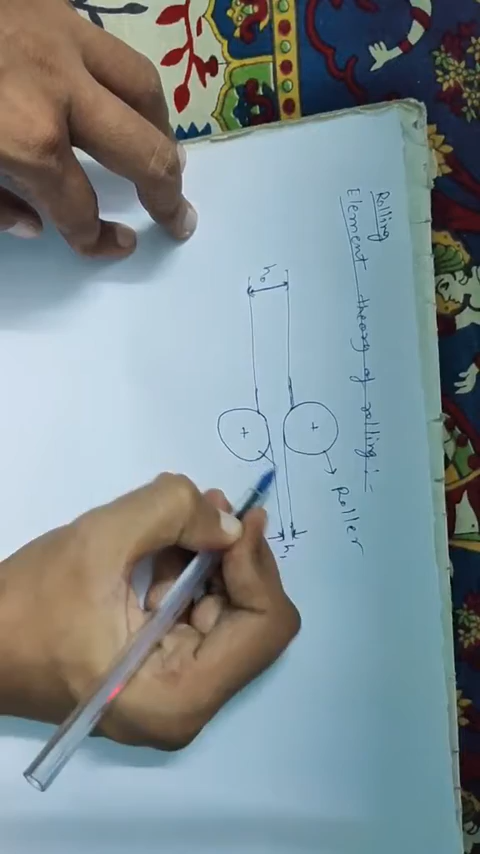 Rolling
Element theory of rolling :-
Roller
h₀
h₁